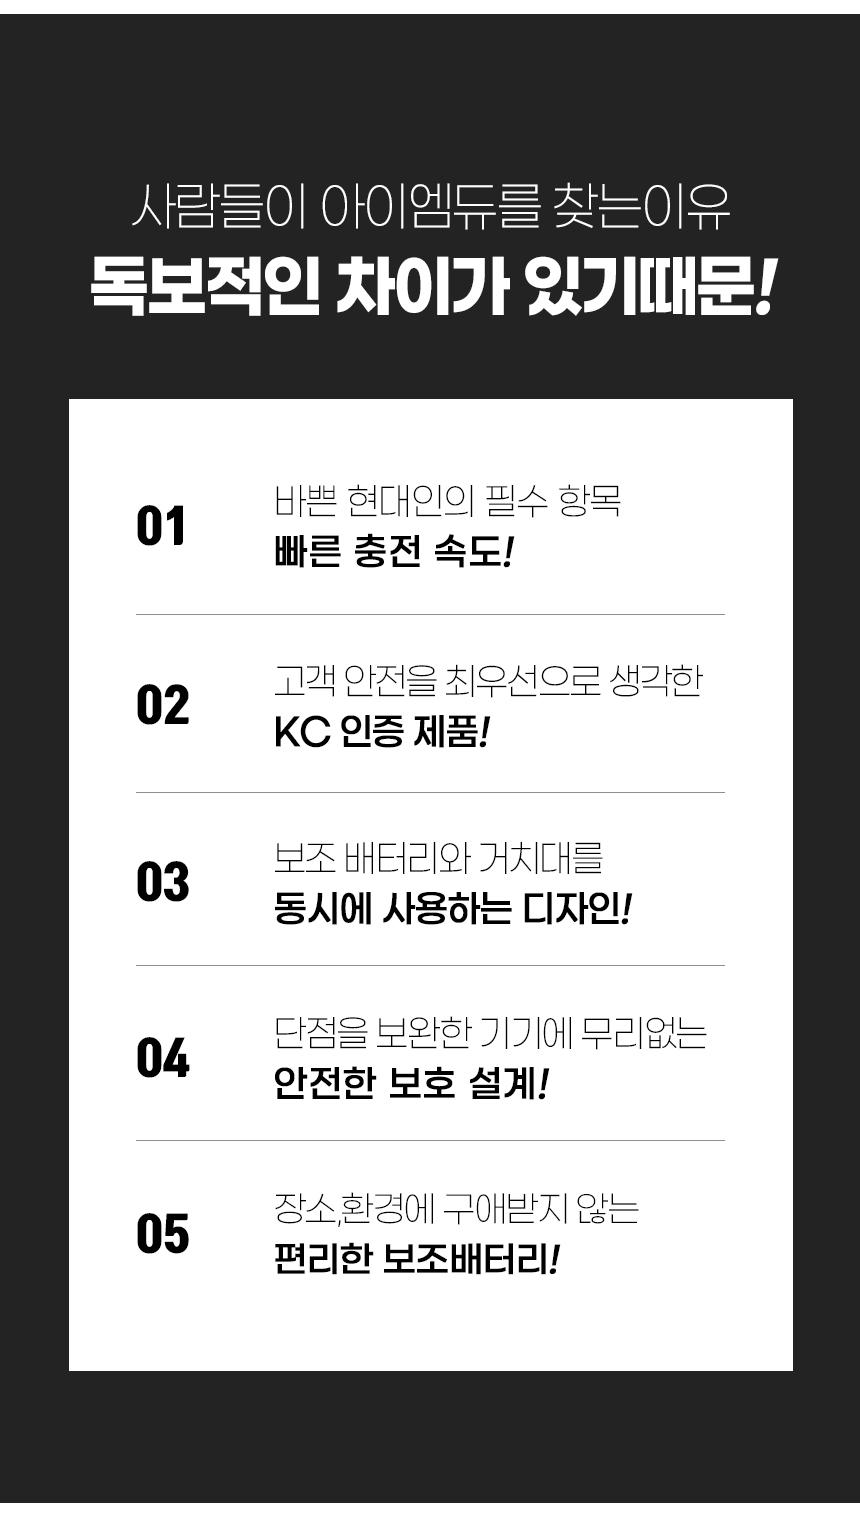 사람들이 아이엠듀를 찾는이유
독보적인 차이가 있기때문!
01
바쁜 현대인의 필수 항목
빠른 충전 속도!
02
고객 안전을 최우선으로 생각한
KC 인증 제품!
03
보조 배터리와 거치대를
동시에 사용하는 디자인!
04
단점을 보완한 기기에 무리없는
안전한 보호 설계!
05
장소,환경에 구애받지 않는
편리한 보조배터리!